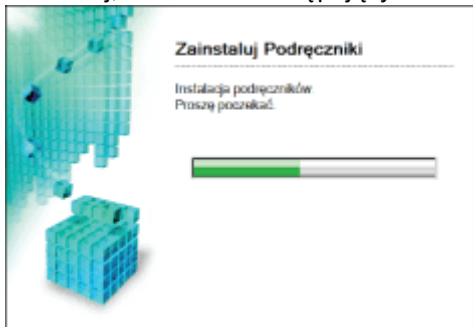 Zainstaluj Podręczniki
Instalacja podręczników.
Proszę poczekać.